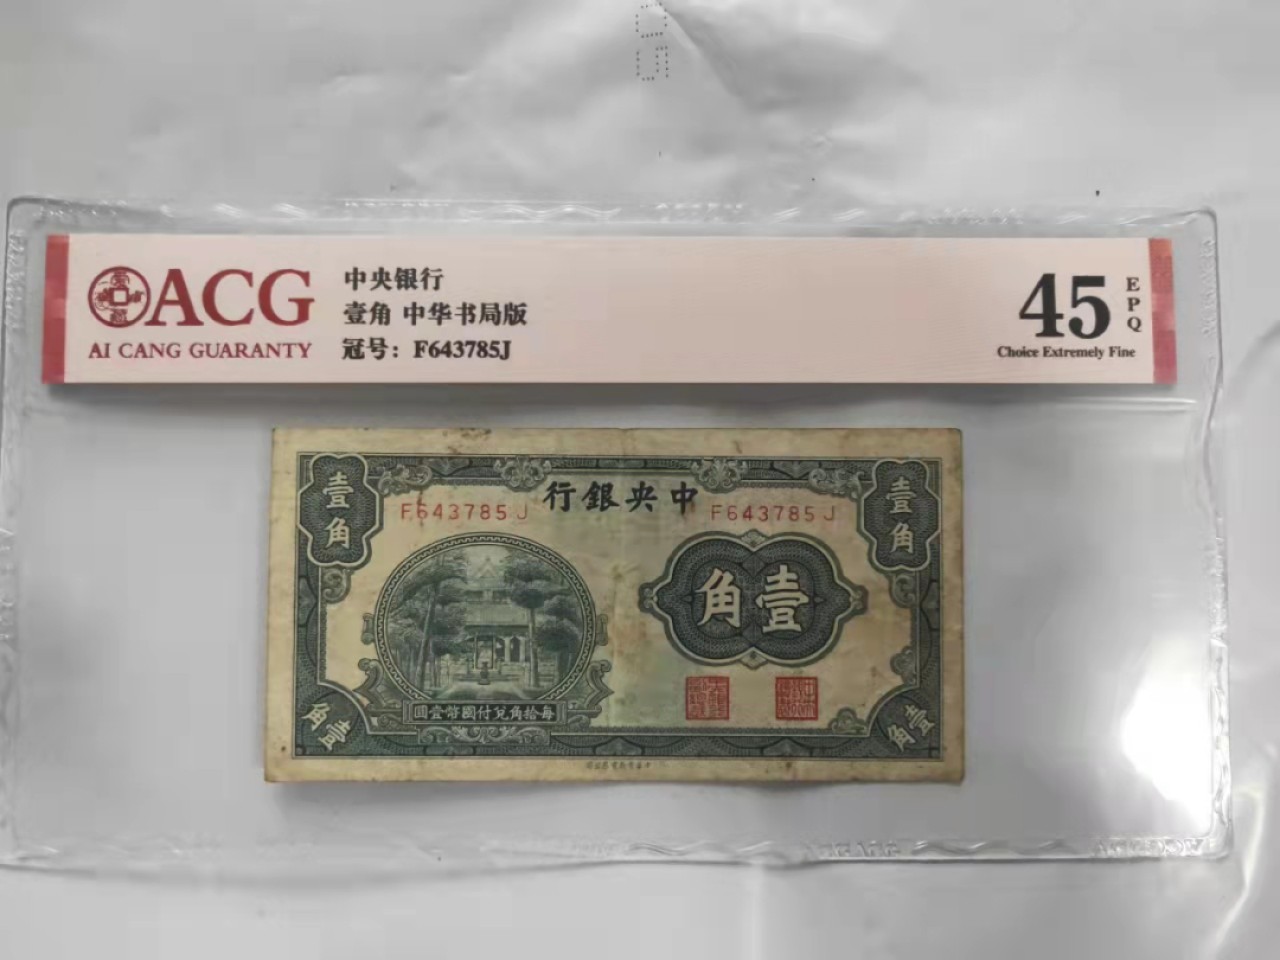 ACG
AI CANG GUARANTY
中央银行
壹角 中华书局版
冠号：F643785J
45
EPQ
Choice Extremely Fine
行銀央中
F643785J
F643785J
壹角
壹角
角壹
圆壹幣國付兌角拾每
壹角
壹角